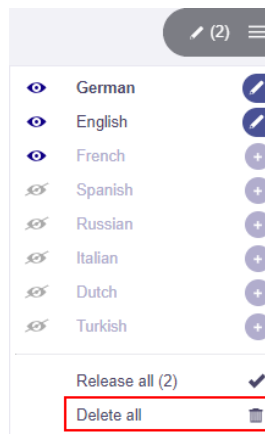 (2)
German
English
French
Spanish
Russian
Italian
Dutch
Turkish
Release all (2)
Delete all